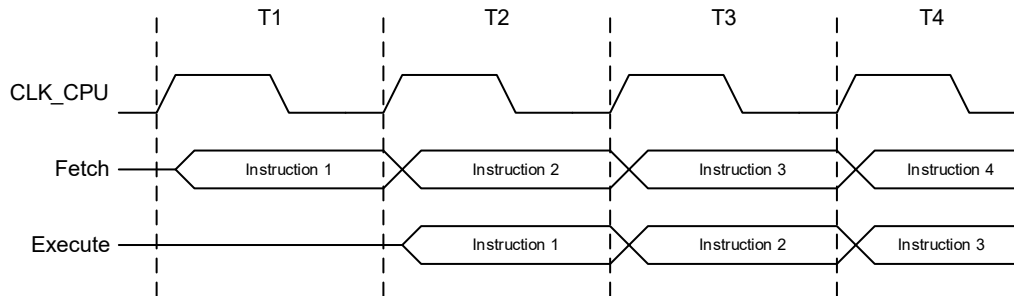 T1 T2 T3 T4
CLK_CPU
Fetch Instruction 1 Instruction 2 Instruction 3 Instruction 4
Execute Instruction 1 Instruction 2 Instruction 3